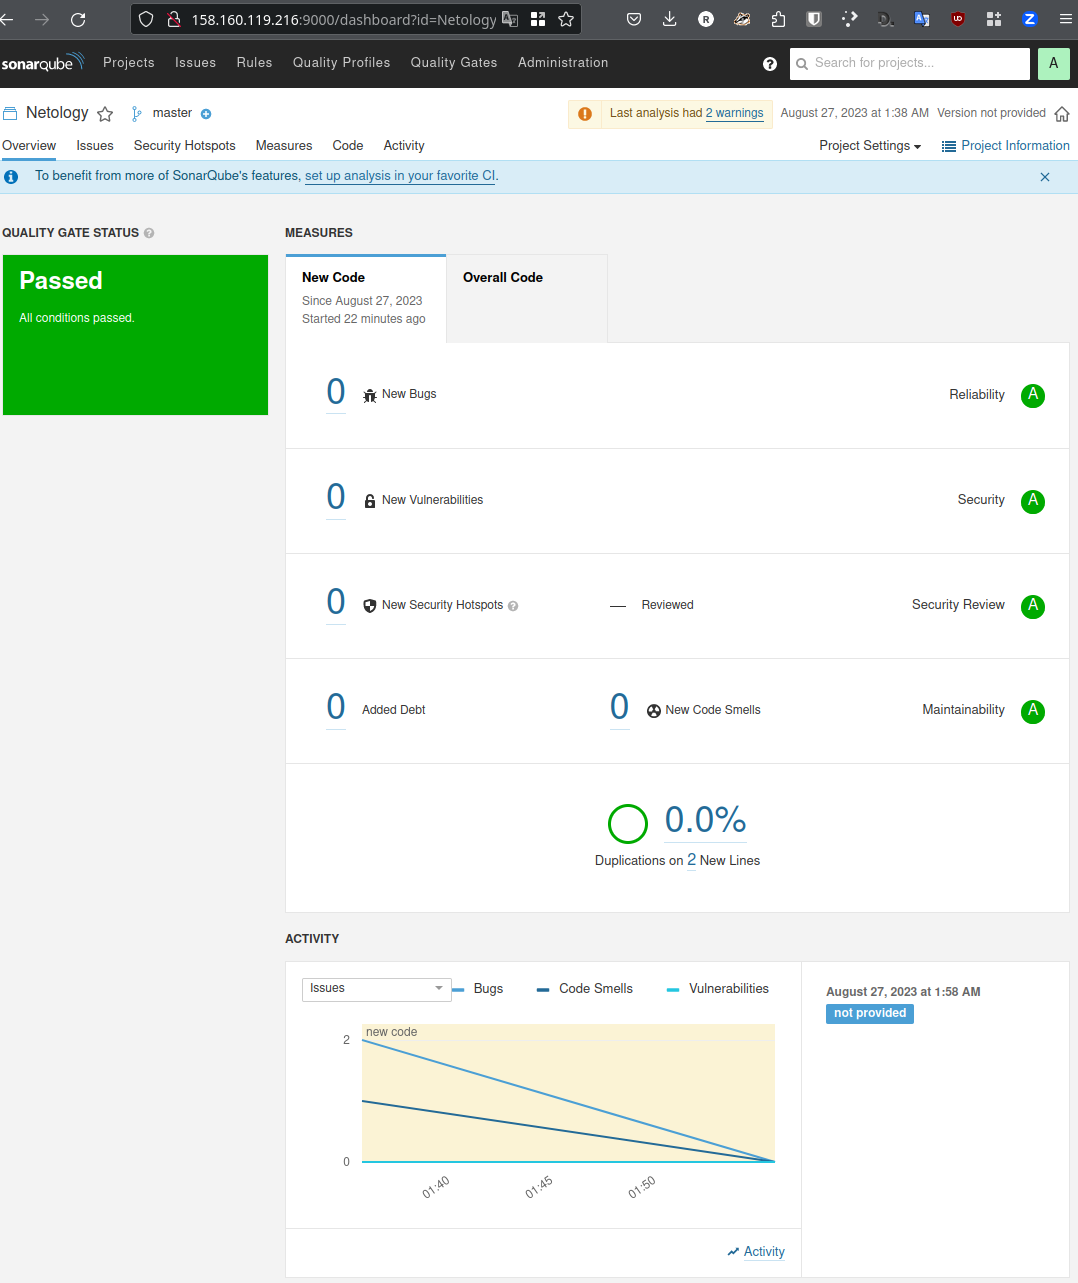 158.160.119.216:9000/dashboard?id=Netology
sonarqube Projects Issues Rules Quality Profiles Quality Gates Administration Search for projects... A
Netology master Last analysis had 2 warnings August 27, 2023 at 1:38 AM Version not provided
Overview Issues Security Hotspots Measures Code Activity Project Settings Project Information
To benefit from more of SonarQube's features, set up analysis in your favorite CI.
QUALITY GATE STATUS
Passed
All conditions passed.
MEASURES
New Code
Since August 27, 2023
Started 22 minutes ago
Overall Code
0 New Bugs Reliability A
0 New Vulnerabilities Security A
0 New Security Hotspots — Reviewed Security Review A
0 Added Debt 0 New Code Smells Maintainability A
0.0%
Duplications on 2 New Lines
ACTIVITY
Issues Bugs Code Smells Vulnerabilities
new code
2
0
01:40 01:45 01:50
Activity
August 27, 2023 at 1:58 AM
not provided